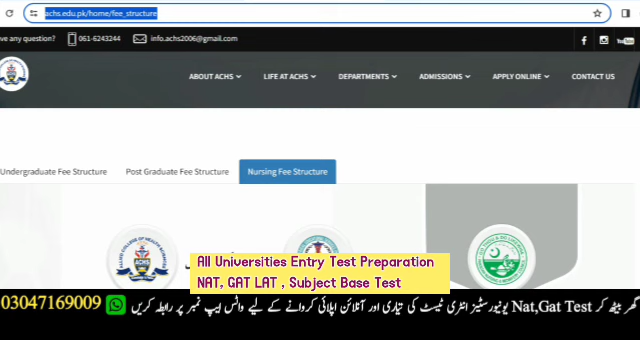 achs.edu.pk/home/fee_structure
ve any question? 061-6243244 info.achs2006@gmail.com
ABOUT ACHS LIFE AT ACHS DEPARTMENTS ADMISSIONS APPLY ONLINE CONTACT US
Undergraduate Fee Structure Post Graduate Fee Structure Nursing Fee Structure
All Universities Entry Test Preparation
NAT, GAT LAT , Subject Base Test
گھر بیٹھ کر Nat,Gat Test یونیورسٹیز انٹری ٹیسٹ کی تیاری اور آنلائن اپلائی کروانے کے لیے واٹس ایپ نمبر پر رابطہ کریں 03047169009